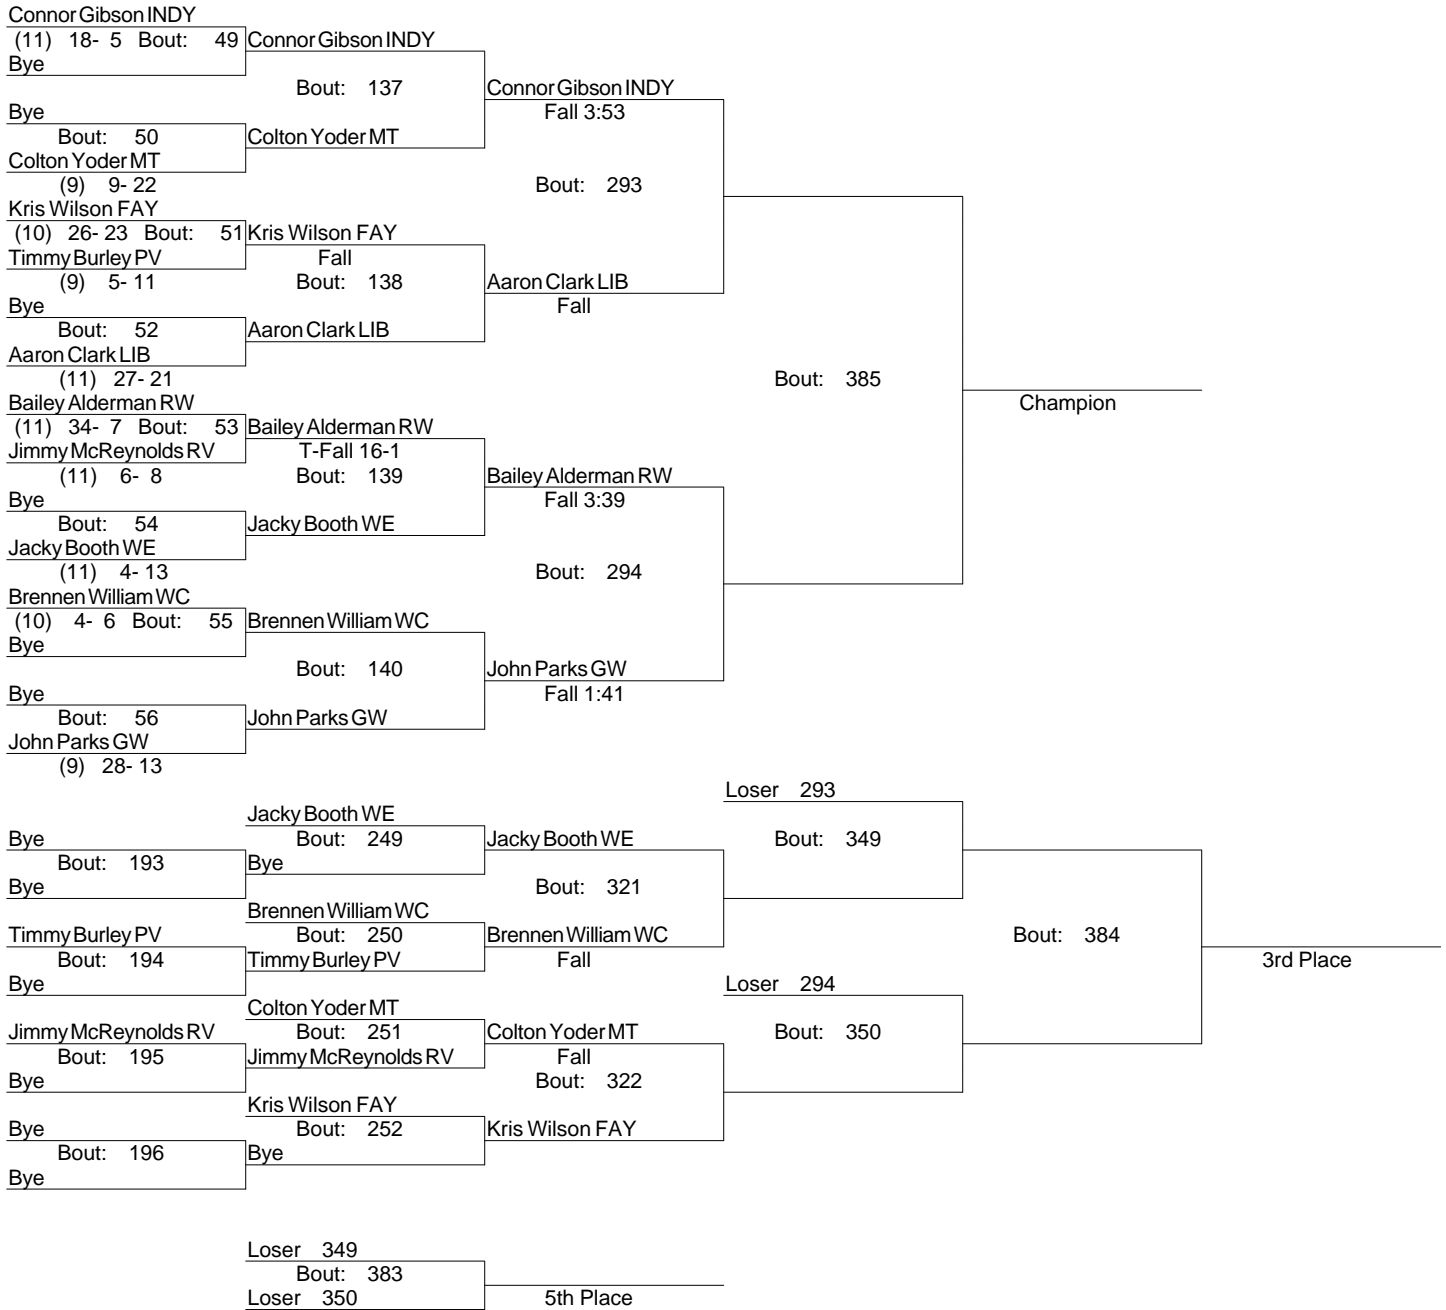 Connor Gibson INDY
(11) 18- 5 Bout: 49 Connor Gibson INDY
Bye
Bout: 137 Connor Gibson INDY
Bye Fall 3:53
Bout: 50 Colton Yoder MT
Colton Yoder MT
(9) 9- 22 Bout: 293
Kris Wilson FAY
(10) 26- 23 Bout: 51 Kris Wilson FAY
Timmy Burley PV Fall
(9) 5- 11 Bout: 138 Aaron Clark LIB
Bye Fall
Bout: 52 Aaron Clark LIB
Aaron Clark LIB
(11) 27- 21 Bout: 385
Bailey Alderman RW Champion
(11) 34- 7 Bout: 53 Bailey Alderman RW
Jimmy McReynolds RV T-Fall 16-1
(11) 6- 8 Bout: 139 Bailey Alderman RW
Bye Fall 3:39
Bout: 54 Jacky Booth WE
Jacky Booth WE
(11) 4- 13 Bout: 294
Brennen William WC
(10) 4- 6 Bout: 55 Brennen William WC
Bye
Bout: 140 John Parks GW
Bye Fall 1:41
Bout: 56 John Parks GW
John Parks GW
(9) 28- 13
Loser 293
Jacky Booth WE
Bye Bout: 249 Jacky Booth WE Bout: 349
Bout: 193 Bye
Bye Bout: 321
Brennen William WC
Timmy Burley PV Bout: 250 Brennen William WC Bout: 384
Bout: 194 Timmy Burley PV Fall 3rd Place
Bye Loser 294
Colton Yoder MT
Jimmy McReynolds RV Bout: 251 Colton Yoder MT Bout: 350
Bout: 195 Jimmy McReynolds RV Fall
Bye Bout: 322
Kris Wilson FAY
Bye Bout: 252 Kris Wilson FAY
Bout: 196 Bye
Bye
Loser 349
Bout: 383
Loser 350 5th Place